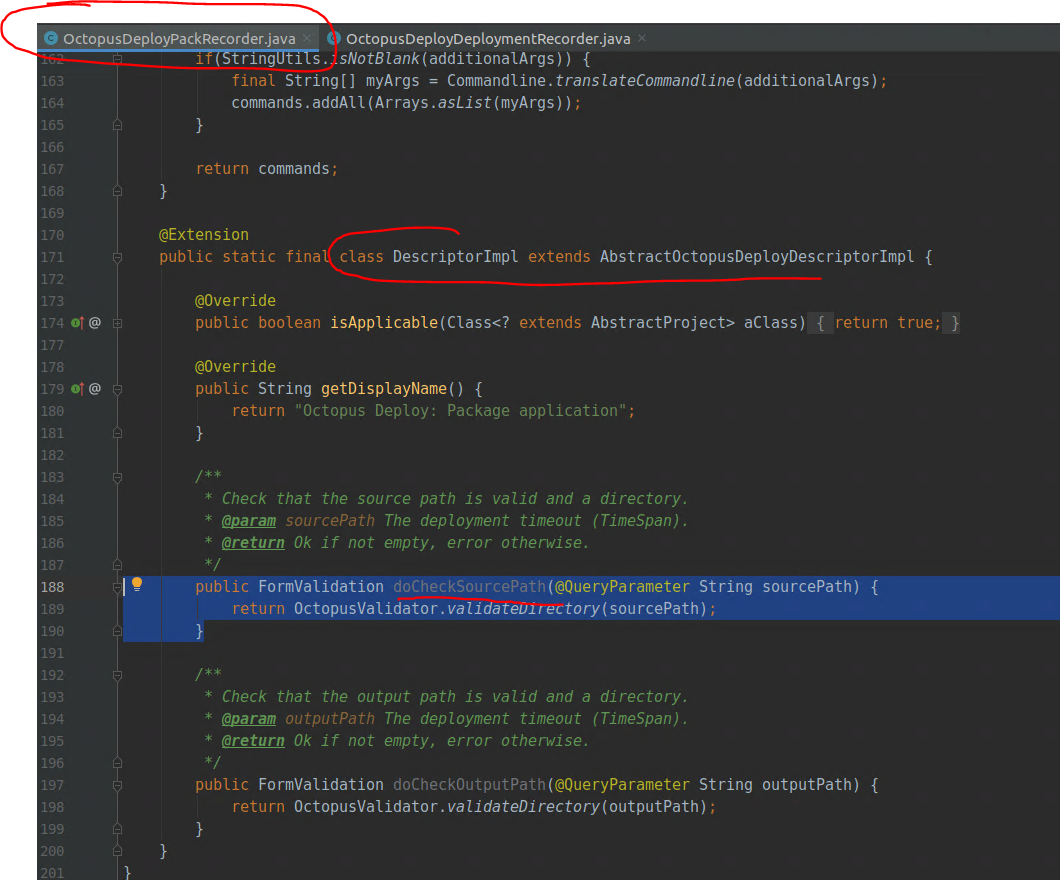 OctopusDeployPackRecorder.java × OctopusDeployDeploymentRecorder.java ×
162 if(StringUtils.isNotBlank(additionalArgs)) {
163 final String[] myArgs = Commandline.translateCommandline(additionalArgs);
164 commands.addAll(Arrays.asList(myArgs));
165 }
166
167 return commands;
168 }
169
170 @Extension
171 public static final class DescriptorImpl extends AbstractOctopusDeployDescriptorImpl {
172
173 @Override
174 @ public boolean isApplicable(Class<? extends AbstractProject> aClass) { return true; }
177
178 @Override
179 @ public String getDisplayName() {
180 return "Octopus Deploy: Package application";
181 }
182
183 /**
184 * Check that the source path is valid and a directory.
185 * @param sourcePath The deployment timeout (TimeSpan).
186 * @return Ok if not empty, error otherwise.
187 */
188 public FormValidation doCheckSourcePath(@QueryParameter String sourcePath) {
189 return OctopusValidator.validateDirectory(sourcePath);
190 }
191
192 /**
193 * Check that the output path is valid and a directory.
194 * @param outputPath The deployment timeout (TimeSpan).
195 * @return Ok if not empty, error otherwise.
196 */
197 public FormValidation doCheckOutputPath(@QueryParameter String outputPath) {
198 return OctopusValidator.validateDirectory(outputPath);
199 }
200 }
201 }